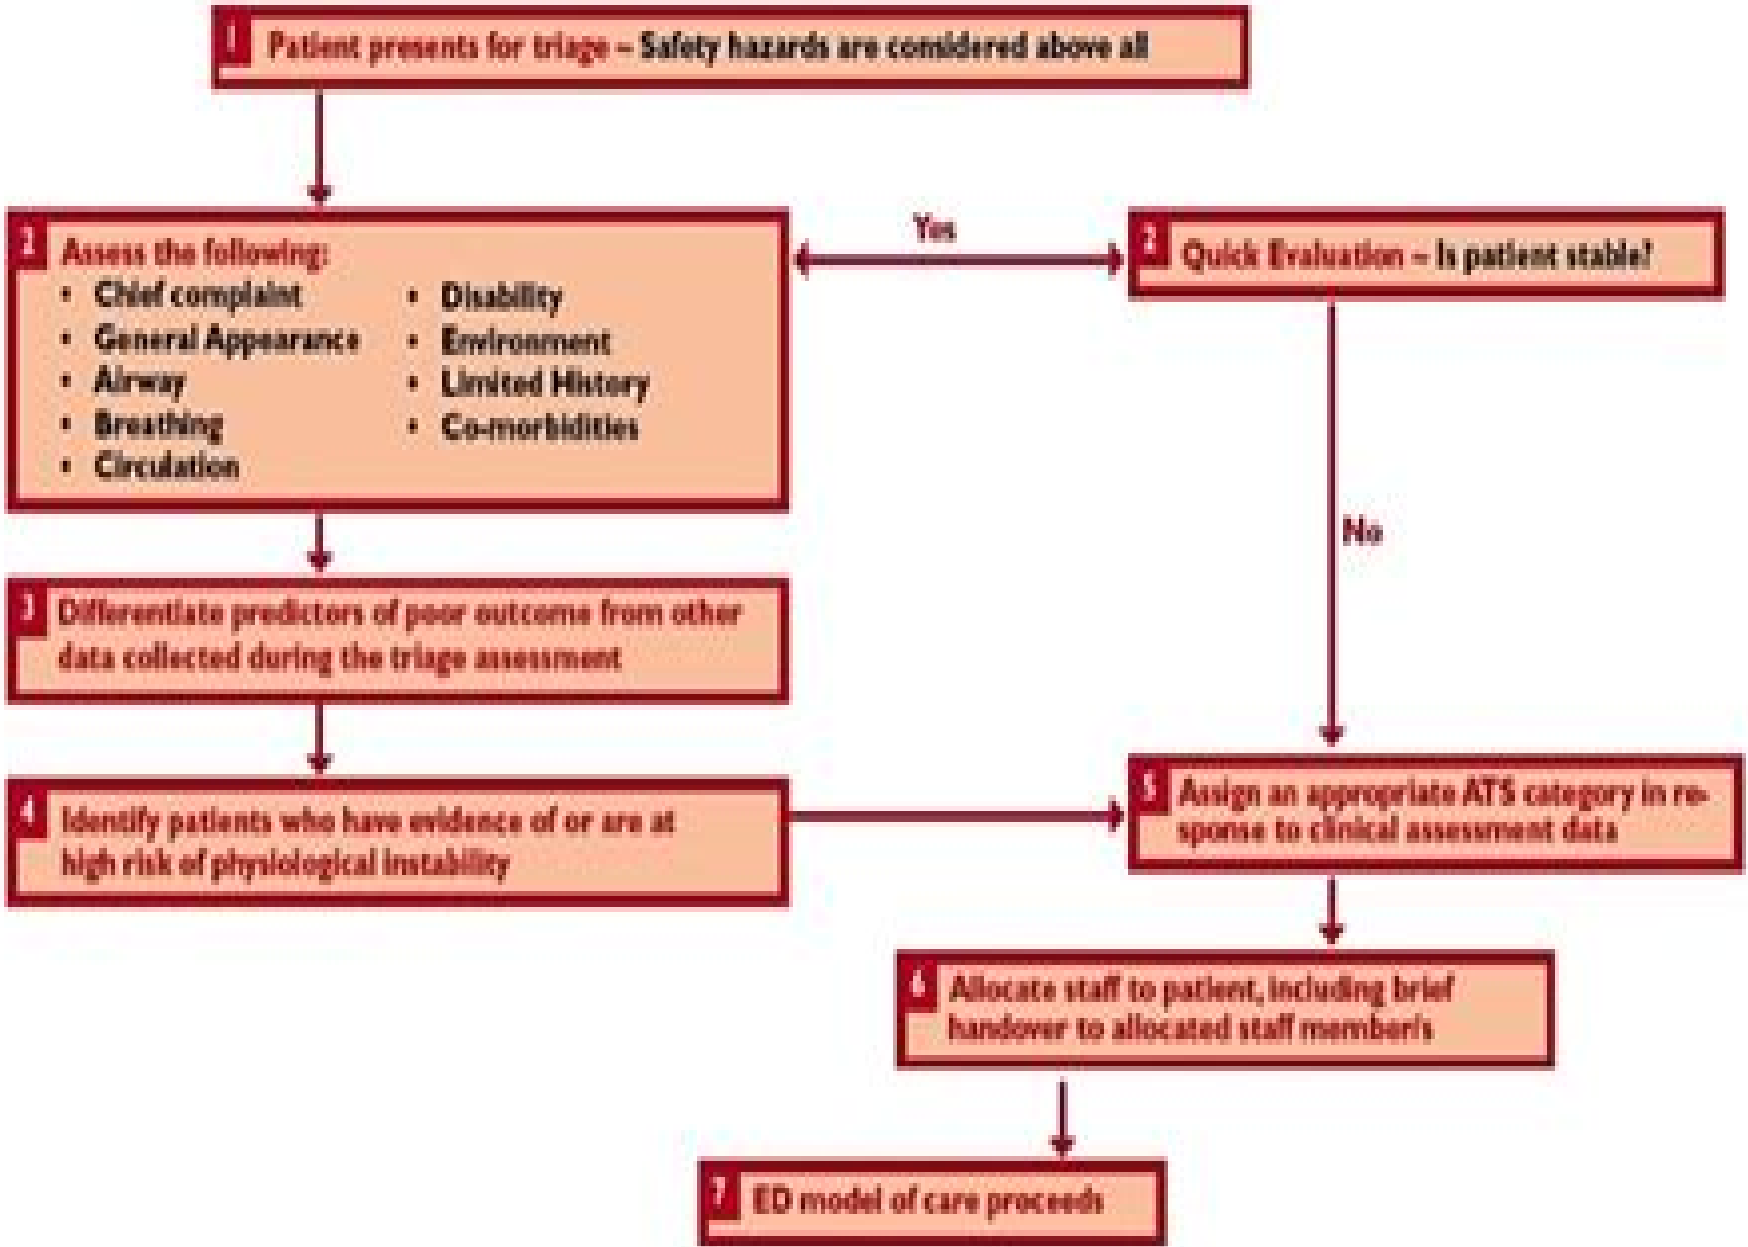 1 Patient presents for triage – Safety hazards are considered above all
2 Assess the following:
• Chief complaint
• General Appearance
• Airway
• Breathing
• Circulation
• Disability
• Environment
• Limited History
• Co-morbidities
Yes
2 Quick Evaluation – Is patient stable?
No
3 Differentiate predictors of poor outcome from other
data collected during the triage assessment
4 Identify patients who have evidence of or are at
high risk of physiological instability
5 Assign an appropriate ATS category in re-
sponse to clinical assessment data
6 Allocate staff to patient, including brief
handover to allocated staff member/s
7 ED model of care proceeds